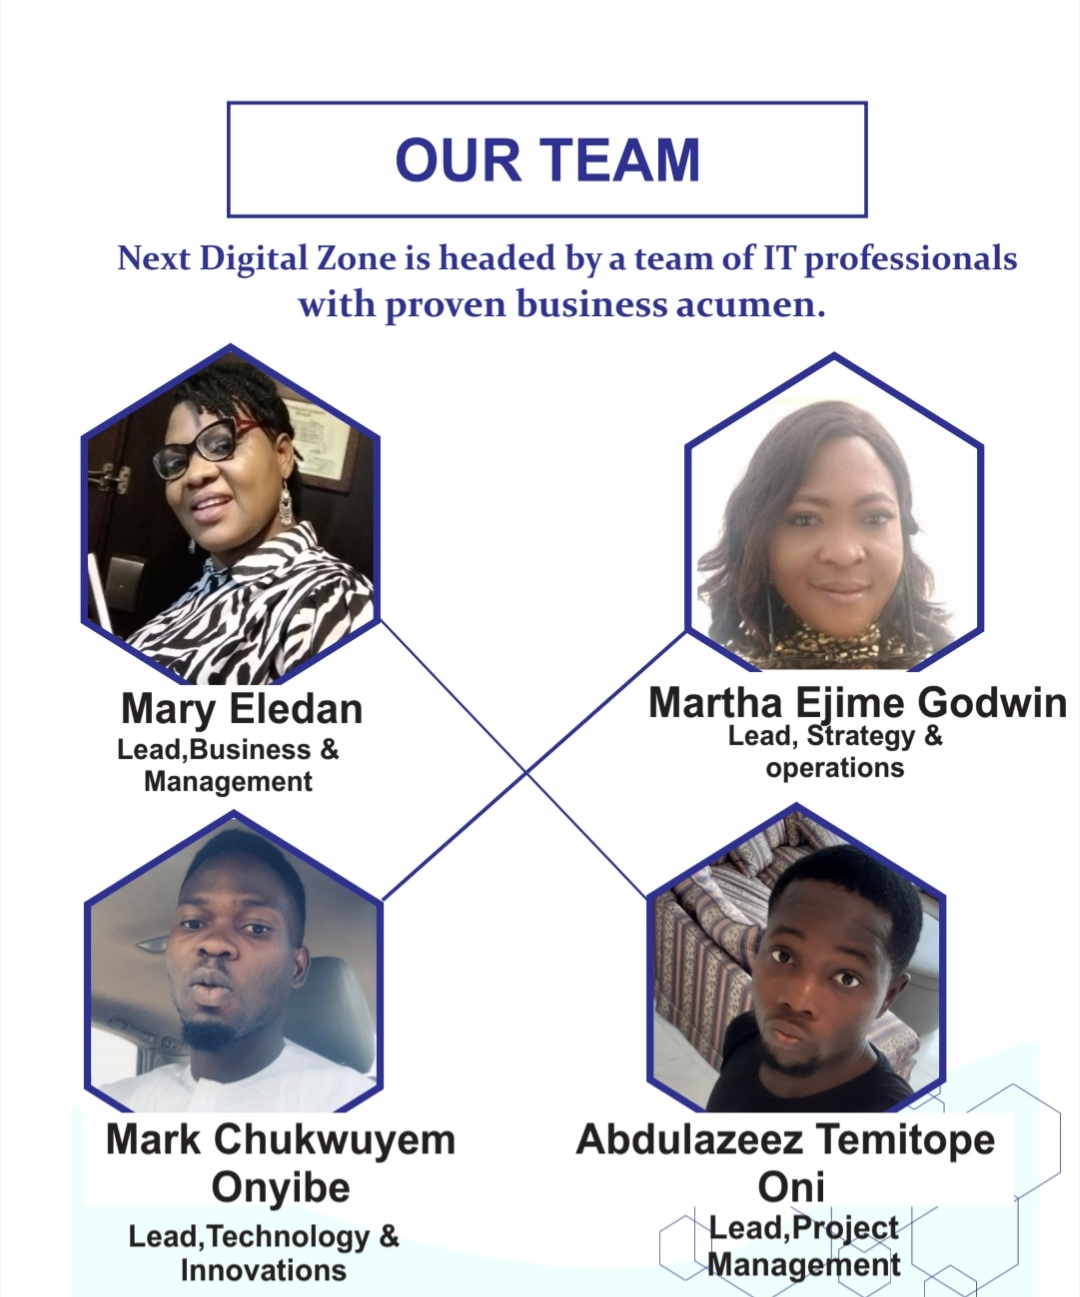 OUR TEAM
Next Digital Zone is headed by a team of IT professionals
with proven business acumen.
Mary Eledan
Lead,Business &
Management
Martha Ejime Godwin
Lead, Strategy &
operations
Mark Chukwuyem
Onyibe
Lead,Technology &
Innovations
Abdulazeez Temitope
Oni
Lead,Project
Management